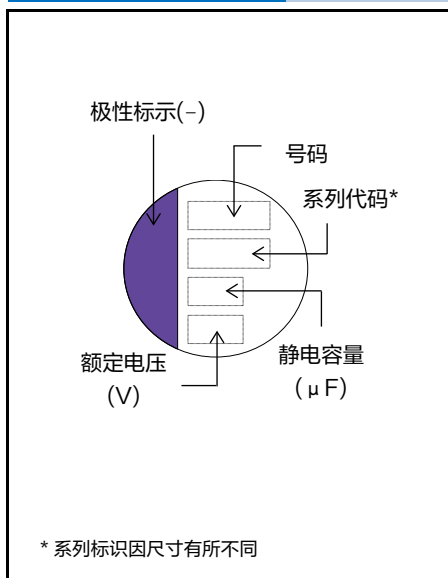 极性标示(−)
号码
系列代码*
额定电压
(V)
静电容量
(μF)
* 系列标识因尺寸有所不同